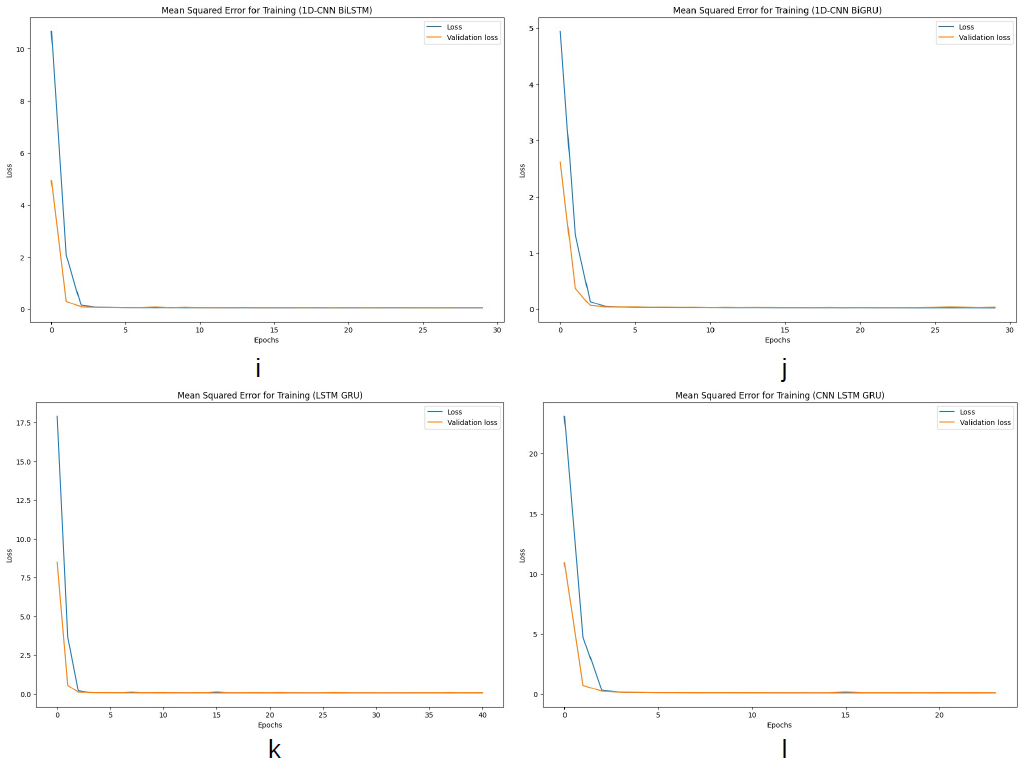 Mean Squared Error for Training (1D-CNN BiLSTM)
Loss
Validation loss
10
8
6
4
2
0
Loss
0 5 10 15 20 25 30
Epochs
i
Mean Squared Error for Training (1D-CNN BiGRU)
Loss
Validation loss
5
4
3
2
1
0
Loss
0 5 10 15 20 25 30
Epochs
j
Mean Squared Error for Training (LSTM GRU)
Loss
Validation loss
17.5
15.0
12.5
10.0
7.5
5.0
2.5
0.0
Loss
0 5 10 15 20 25 30 35 40
Epochs
k
Mean Squared Error for Training (CNN LSTM GRU)
Loss
Validation loss
20
15
10
5
0
Loss
0 5 10 15 20
Epochs
l